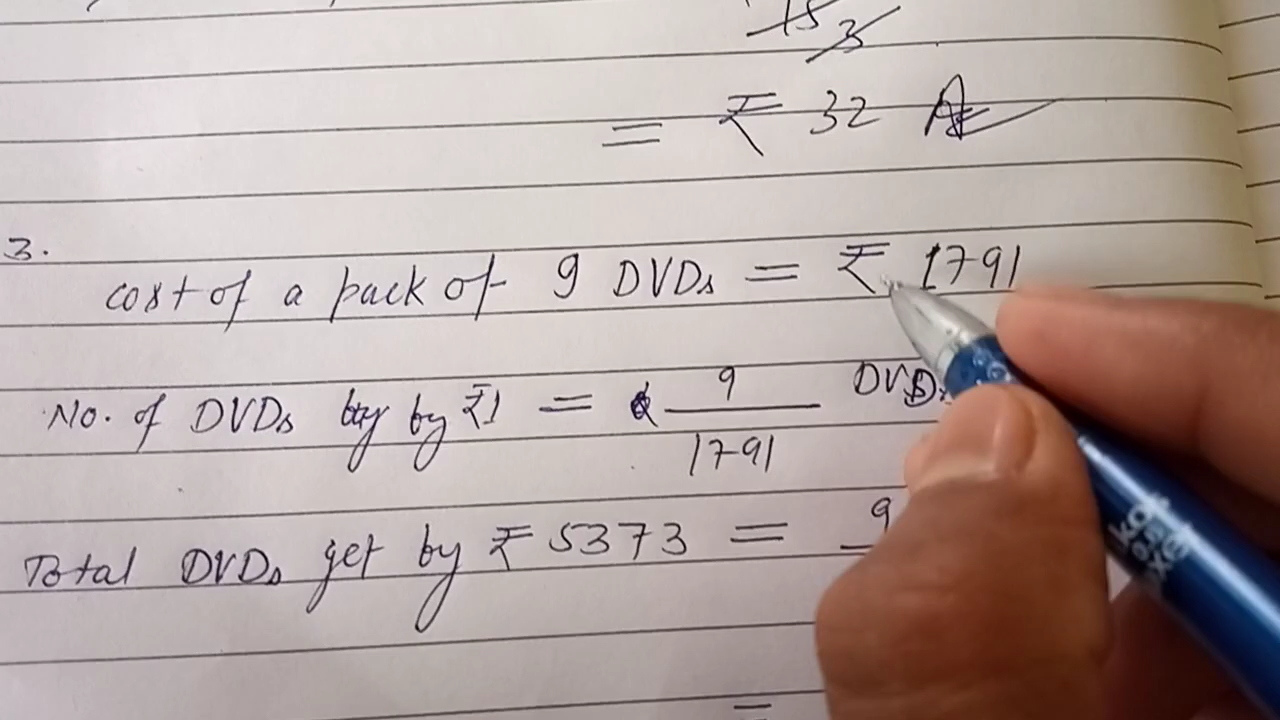 15 3
= ₹ 32 A
3.
cost of a pack of 9 DVDs = ₹ 1791
No. of DVDs by by ₹1 = 9 DVDs
1791
Total DVDs get by ₹ 5373 = 9
=